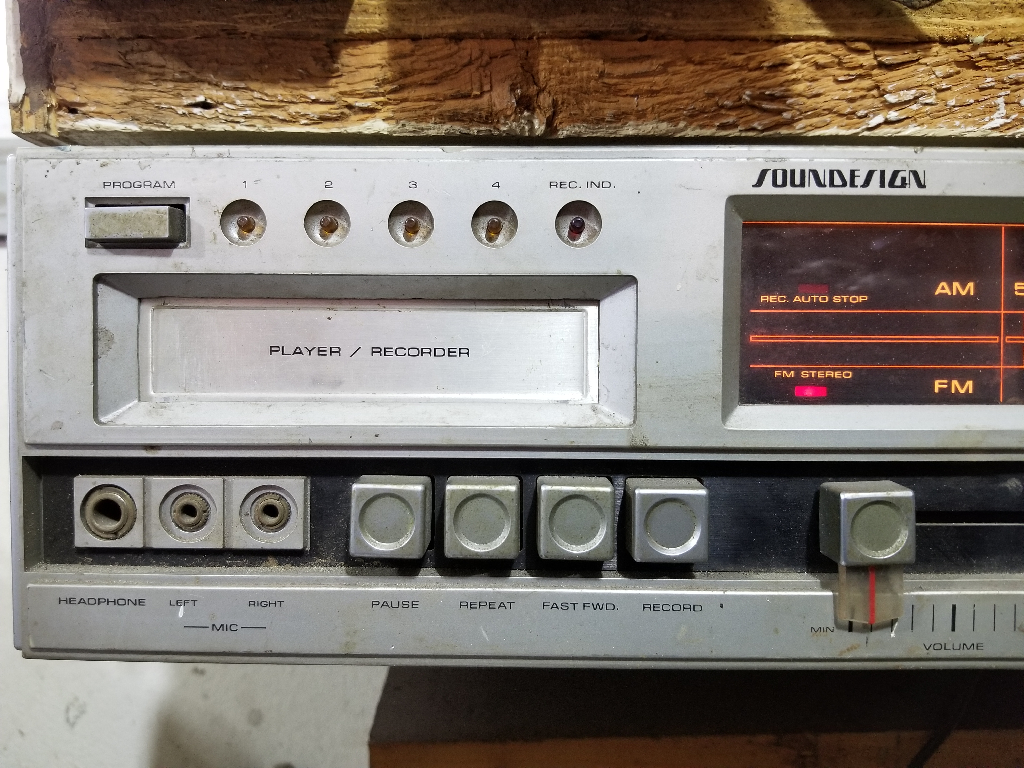 PROGRAM 1 2 3 4 REC. IND.
SOUNDESIGN
REC. AUTO STOP AM
PLAYER / RECORDER
FM STEREO FM
HEADPHONE LEFT RIGHT PAUSE REPEAT FAST FWD. RECORD
MIC MIN
VOLUME